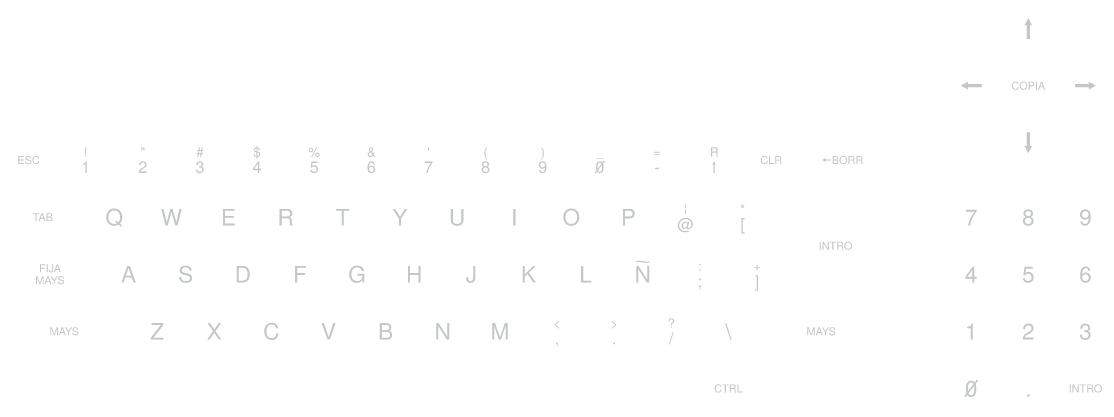 ↑
← COPIA →
↓
! " # $ % & ' ( ) _ = R
ESC 1 2 3 4 5 6 7 8 9 Ø - ↑ CLR ←BORR
¦ *
TAB Q W E R T Y U I O P @ [ 7 8 9
INTRO
: +
FIJA
MAYS A S D F G H J K L Ñ ; ] 4 5 6
< > ?
MAYS Z X C V B N M , . / \ MAYS 1 2 3
CTRL Ø . INTRO